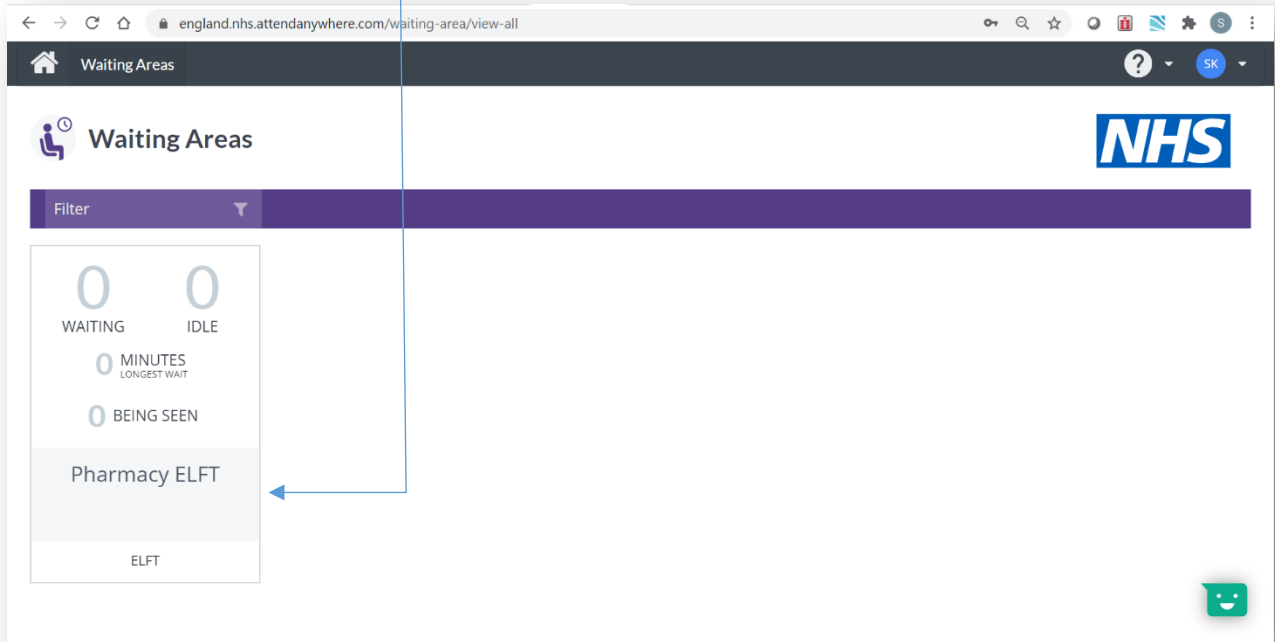 england.nhs.attendanywhere.com/waiting-area/view-all
S
Waiting Areas
?
SK
Waiting Areas
NHS
Filter
0 0
WAITING IDLE
0 MINUTES
LONGEST WAIT
0 BEING SEEN
Pharmacy ELFT
ELFT